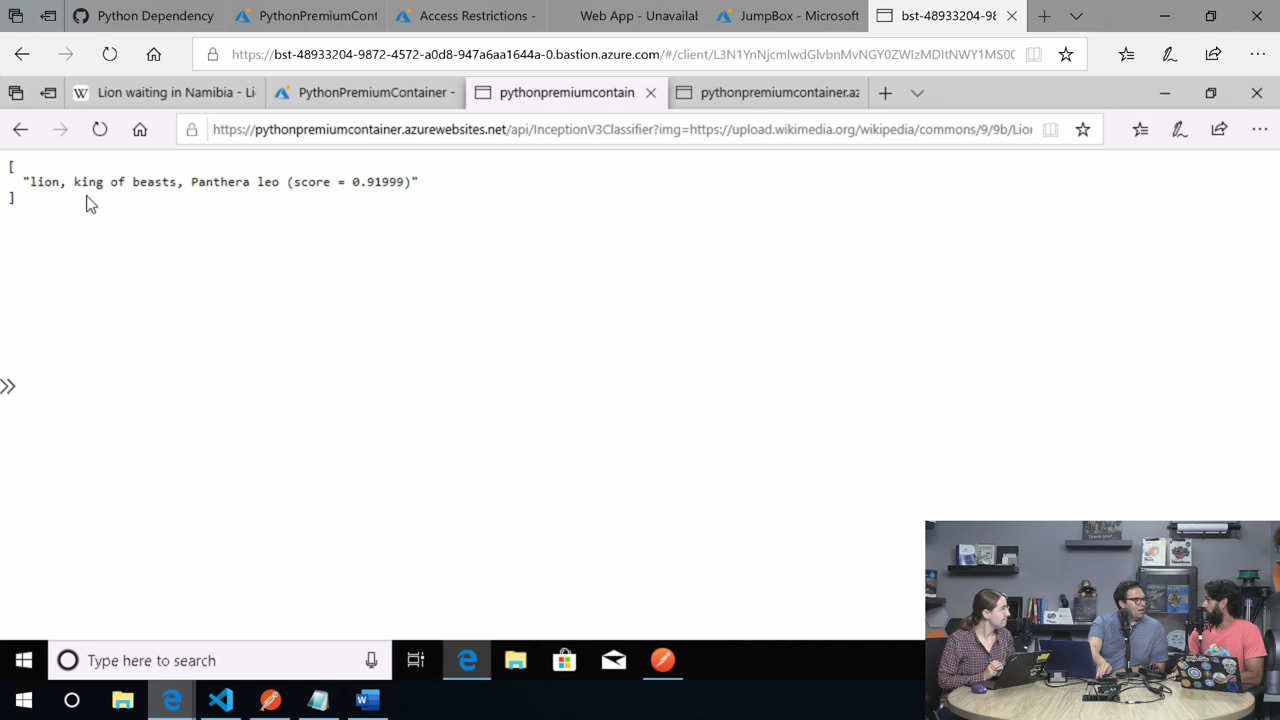 Python Dependency
PythonPremiumCont
Access Restrictions -
Web App - Unavailab
JumpBox - Microsoft
bst-48933204-98
https://bst-48933204-9872-4572-a0d8-947a6aa1644a-0.bastion.azure.com/#/client/
W Lion waiting in Namibia - Li
PythonPremiumContainer -
pythonpremiumcontain
pythonpremiumcontainer.az
https://pythonpremiumcontainer.azurewebsites.net/api/InceptionV3Classifier?img=https://upload.wikimedia.org/wikipedia/commons/9/9b/Lion
[
"lion, king of beasts, Panthera leo (score = 0.91999)"
]
Type here to search